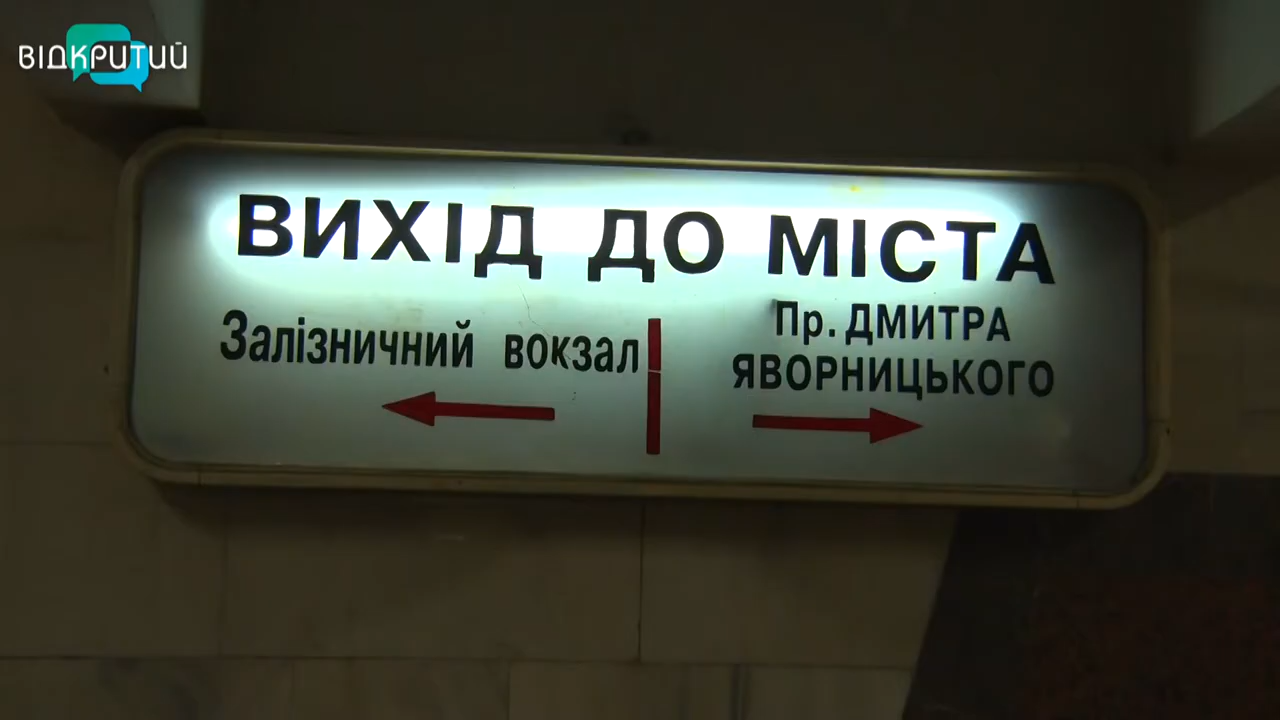 ВІДКРИТИЙ
ВИХІД ДО МІСТА
Залізничний вокзал
Пр. ДМИТРА
ЯВОРНИЦЬКОГО